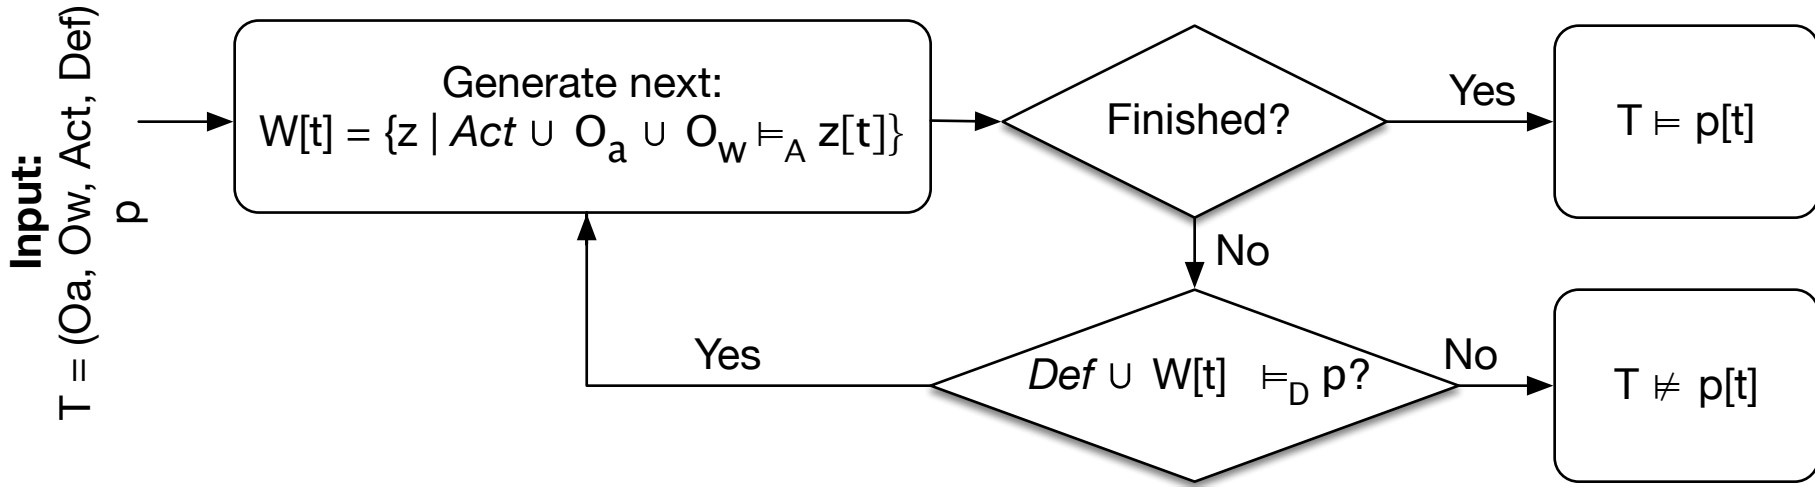 Input:
T = (Oa, Ow, Act, Def)
p
Generate next:
W[t] = {z | Act ∪ Oa ∪ Ow ⊨A z[t]}
Finished?
Yes
T ⊨ p[t]
No
Yes
Def ∪ W[t] ⊨D p?
No
T ⊭ p[t]